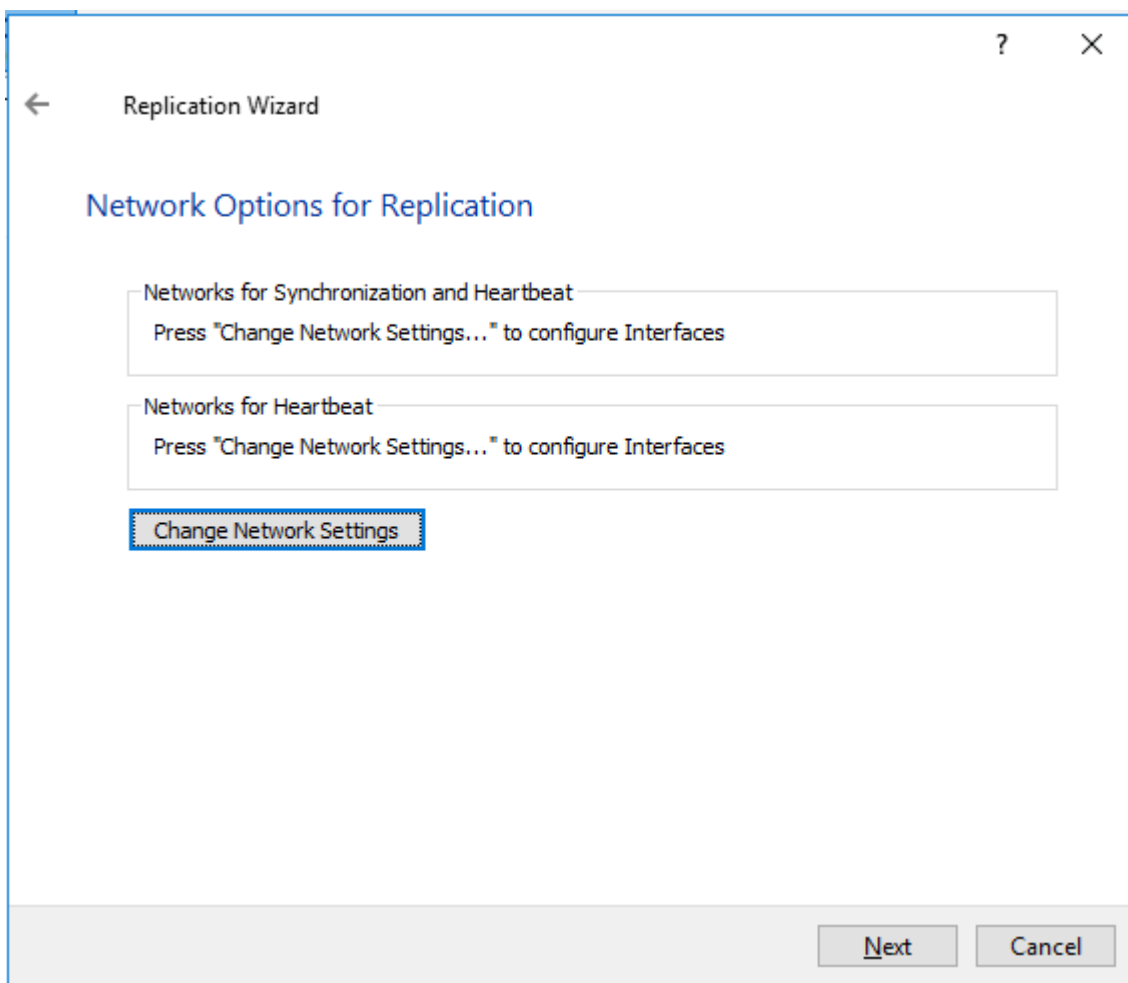 ?
Replication Wizard
Network Options for Replication
Networks for Synchronization and Heartbeat
Press "Change Network Settings..." to configure Interfaces
Networks for Heartbeat
Press "Change Network Settings..." to configure Interfaces
Change Network Settings
Next
Cancel